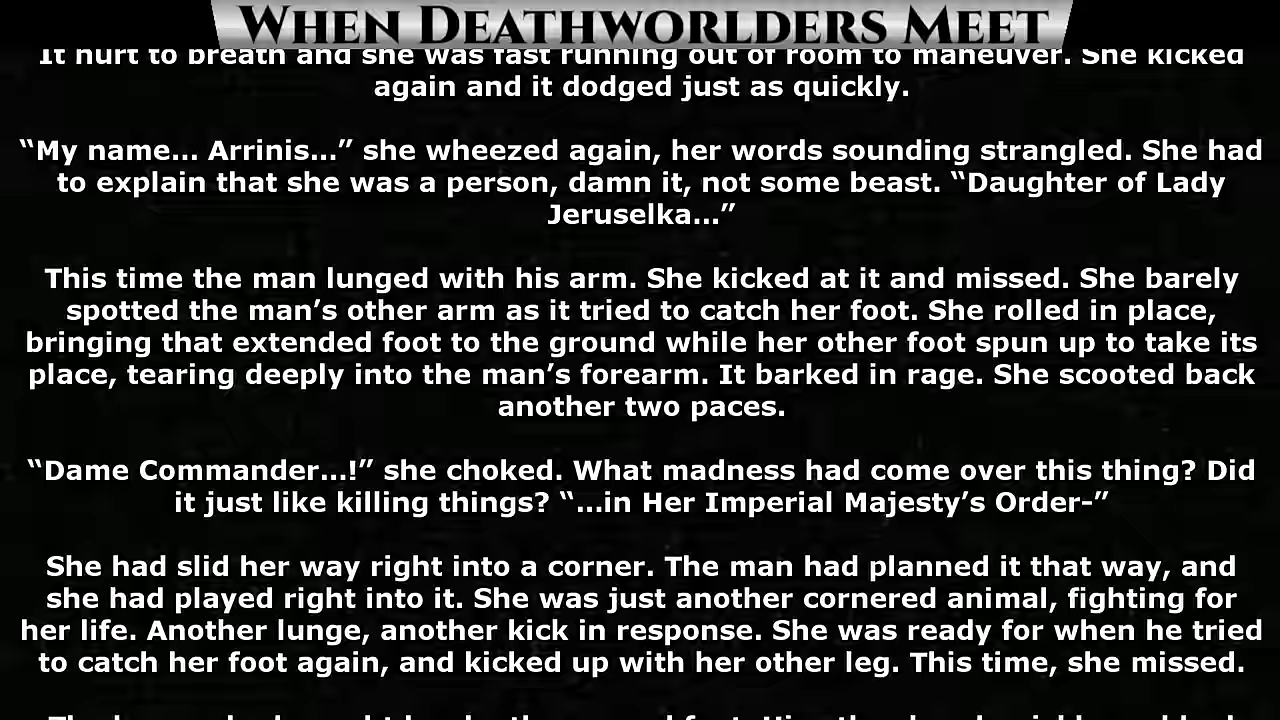 When Deathworlders Meet
It hurt to breath and she was fast running out of room to maneuver. She kicked
again and it dodged just as quickly.
“My name... Arrinis...” she wheezed again, her words sounding strangled. She had
to explain that she was a person, damn it, not some beast. “Daughter of Lady
Jeruselka...”
This time the man lunged with his arm. She kicked at it and missed. She barely
spotted the man’s other arm as it tried to catch her foot. She rolled in place,
bringing that extended foot to the ground while her other foot spun up to take its
place, tearing deeply into the man’s forearm. It barked in rage. She scooted back
another two paces.
“Dame Commander...!” she choked. What madness had come over this thing? Did
it just like killing things? “...in Her Imperial Majesty’s Order-”
She had slid her way right into a corner. The man had planned it that way, and
she had played right into it. She was just another cornered animal, fighting for
her life. Another lunge, another kick in response. She was ready for when he tried
to catch her foot again, and kicked up with her other leg. This time, she missed.